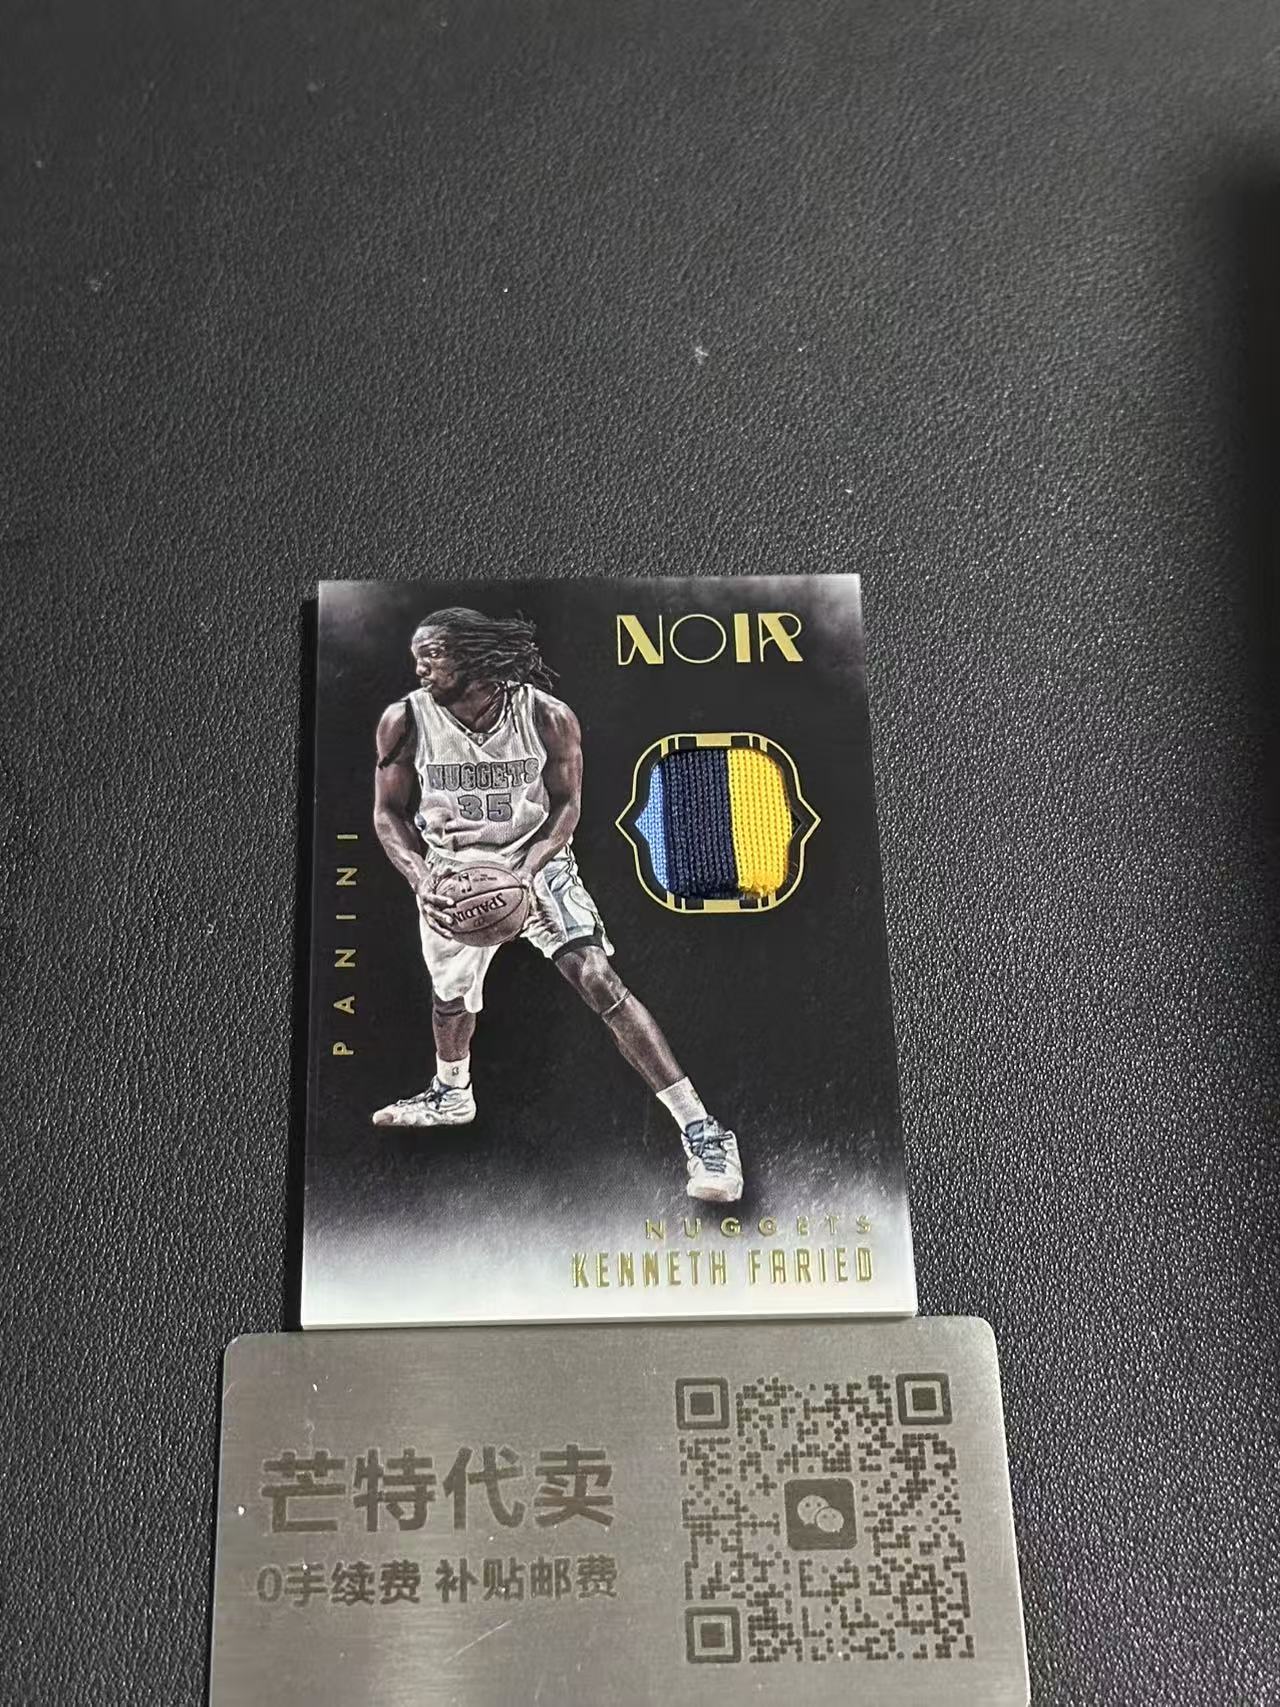 NOIR
PANINI
NUGGETS
35
SPALDING
NUGGETS
KENNETH FARIED
芒特代卖
0手续费 补贴邮费